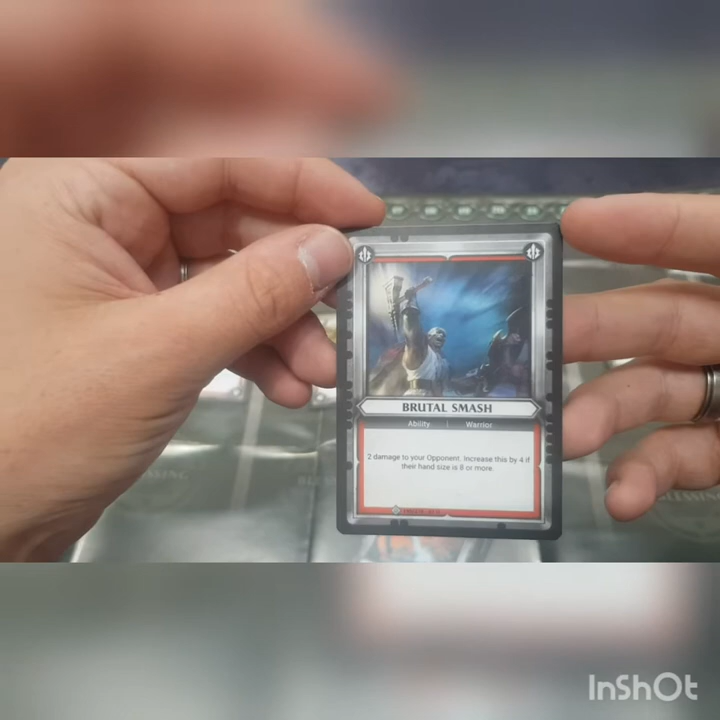 BRUTAL SMASH
Ability | Warrior
2 damage to your Opponent. Increase this by 4 if
their hand size is 8 or more.
BLESSING
InShOt